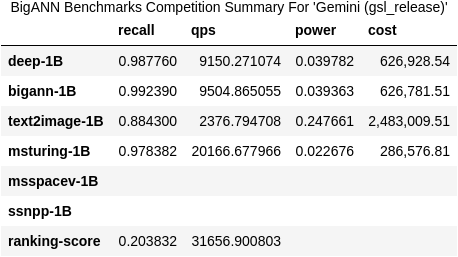 BigANN Benchmarks Competition Summary For 'Gemini (gsl_release)'
recall qps power cost
deep-1B 0.987760 9150.271074 0.039782 626,928.54
bigann-1B 0.992390 9504.865055 0.039363 626,781.51
text2image-1B 0.884300 2376.794708 0.247661 2,483,009.51
msturing-1B 0.978382 20166.677966 0.022676 286,576.81
msspacev-1B
ssnpp-1B
ranking-score 0.203832 31656.900803